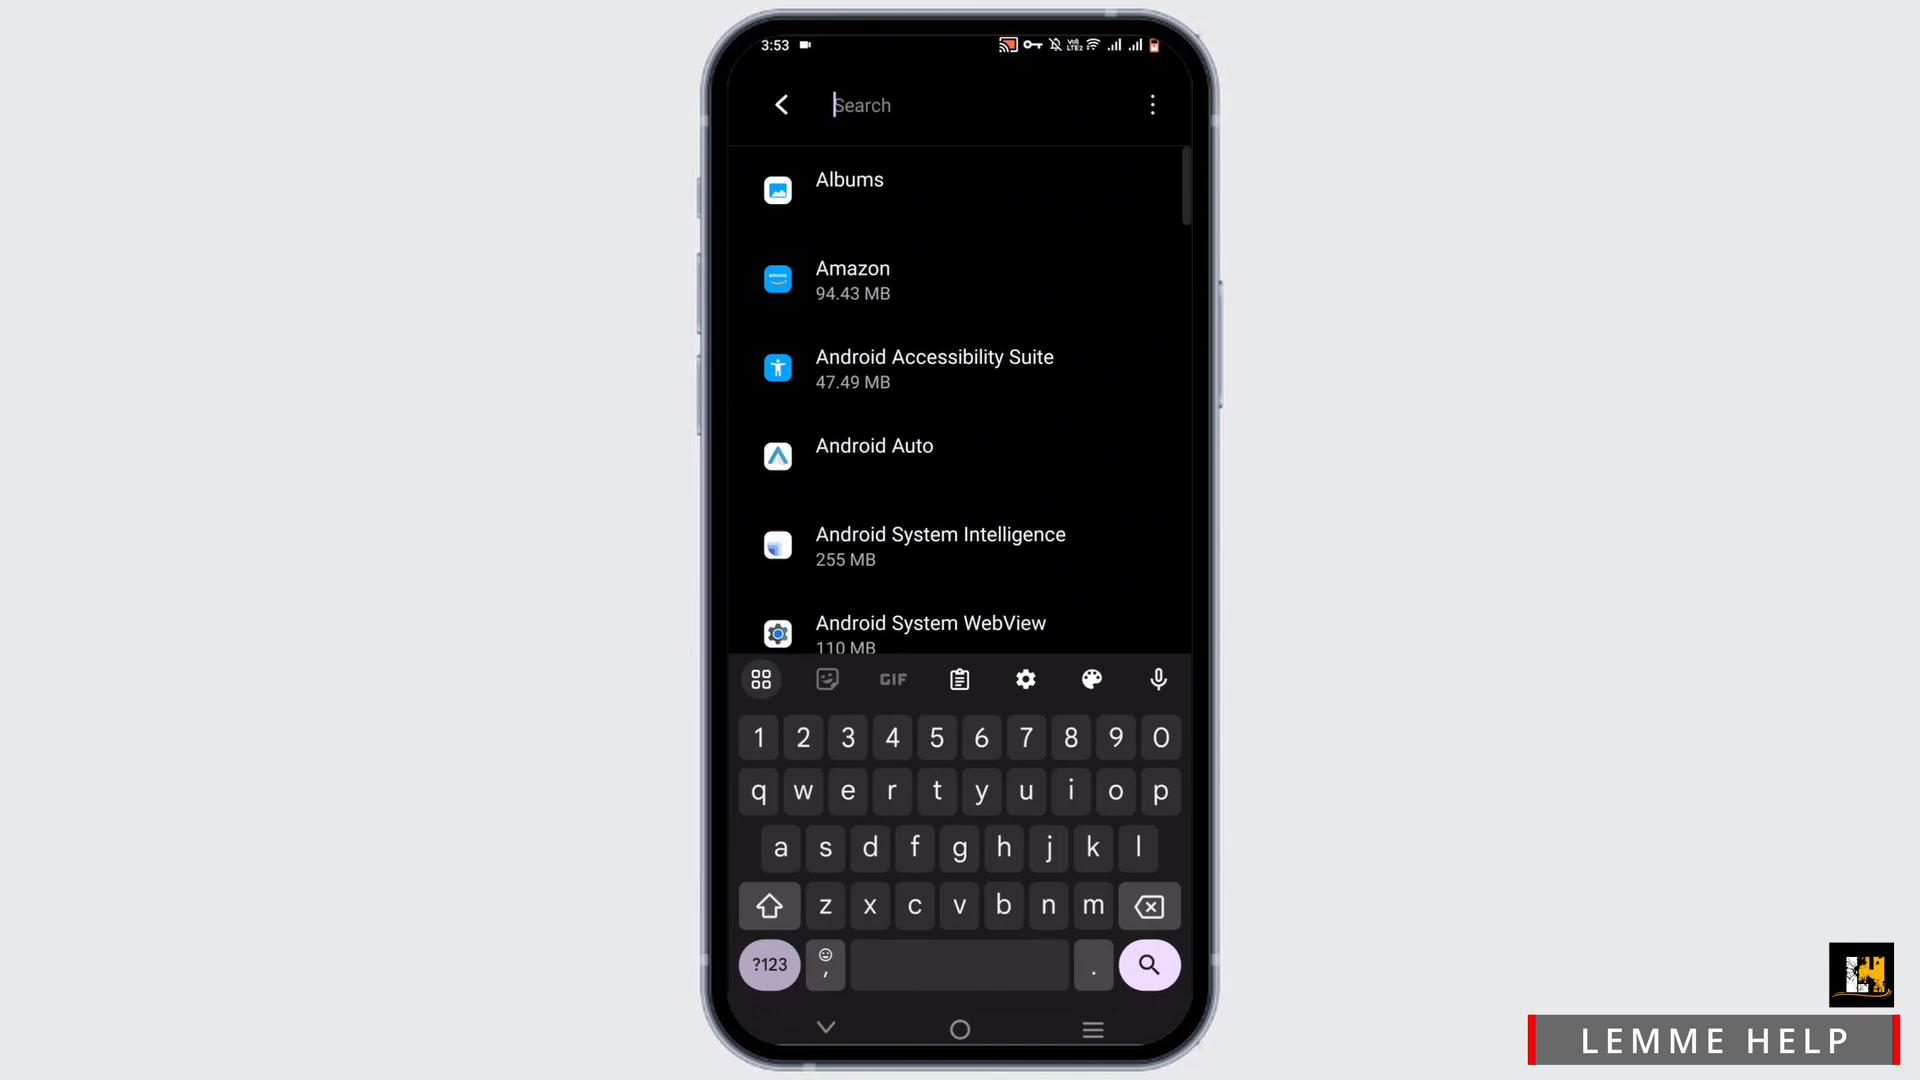 3:53
Search
Albums
Amazon
94.43 MB
Android Accessibility Suite
47.49 MB
Android Auto
Android System Intelligence
255 MB
Android System WebView
110 MB
GIF
1 2 3 4 5 6 7 8 9 0
q w e r t y u i o p
a s d f g h j k l
z x c v b n m
?123 , .
LEMME HELP